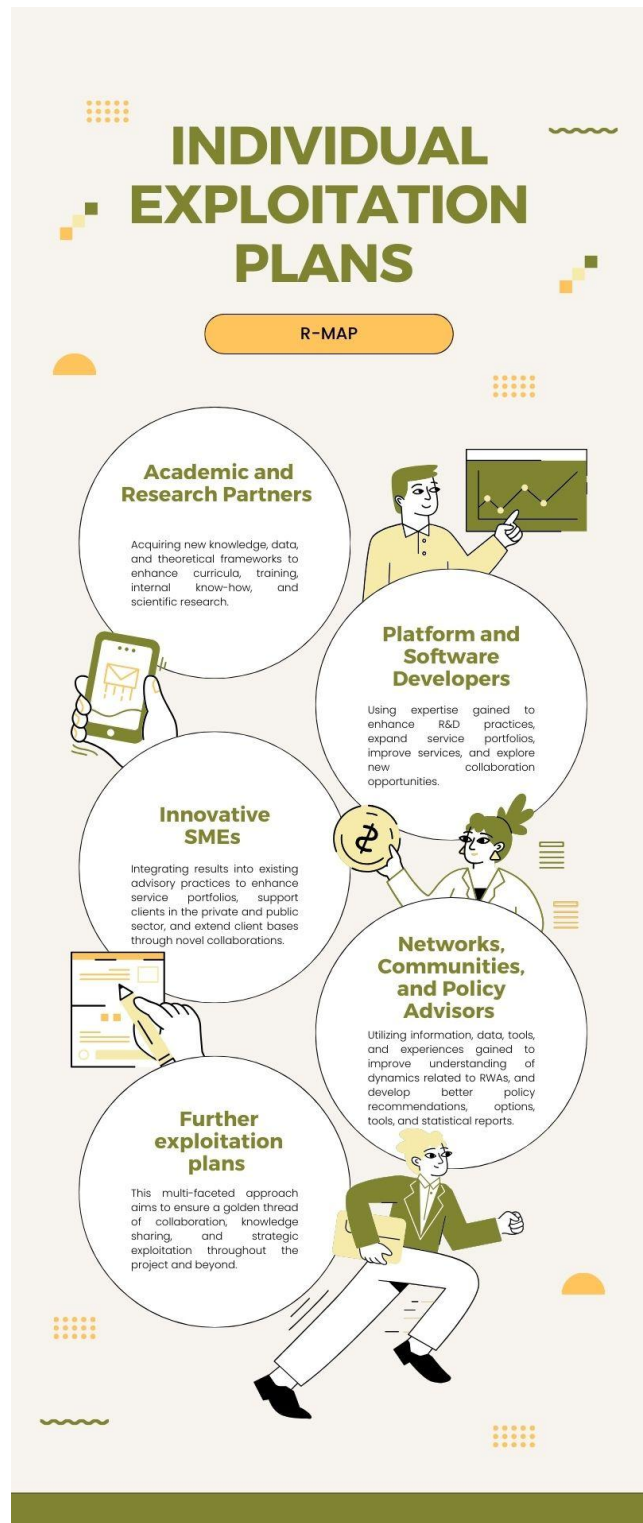 INDIVIDUAL
EXPLOITATION
PLANS
R-MAP
Academic and
Research Partners
Acquiring new knowledge, data,
and theoretical frameworks to
enhance curricula, training,
internal know-how, and
scientific research.
Platform and
Software
Developers
Using expertise gained to
enhance R&D practices,
expand service portfolios,
improve services, and explore
new collaboration
opportunities.
Innovative
SMEs
Integrating results into existing
advisory practices to enhance
service portfolios, support
clients in the private and public
sector, and extend client bases
through novel collaborations.
Networks,
Communities,
and Policy
Advisors
Utilizing information, data, tools,
and experiences gained to
improve understanding of
dynamics related to RWAs, and
develop better policy
recommendations, options,
tools, and statistical reports.
Further
exploitation
plans
This multi-faceted approach
aims to ensure a golden thread
of collaboration, knowledge
sharing, and strategic
exploitation throughout the
project and beyond.